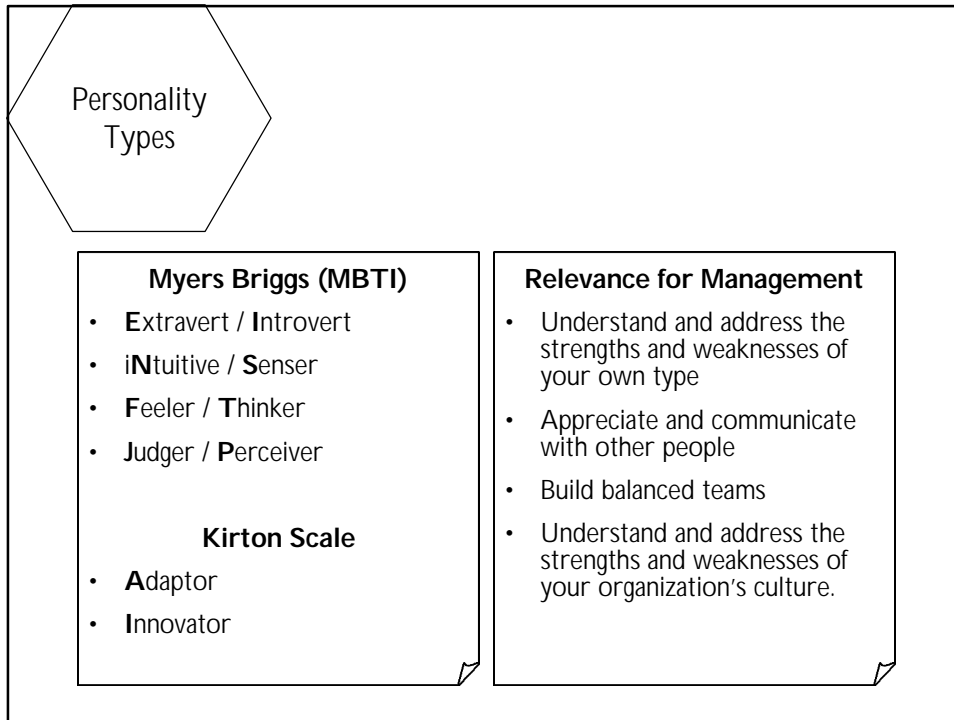 Personality
Types
Myers Briggs (MBTI)
• Extravert / Introvert
• iNtuitive / Senser
• Feeler / Thinker
• Judger / Perceiver
Kirton Scale
• Adaptor
• Innovator
Relevance for Management
• Understand and address the
strengths and weaknesses of
your own type
• Appreciate and communicate
with other people
• Build balanced teams
• Understand and address the
strengths and weaknesses of
your organization's culture.